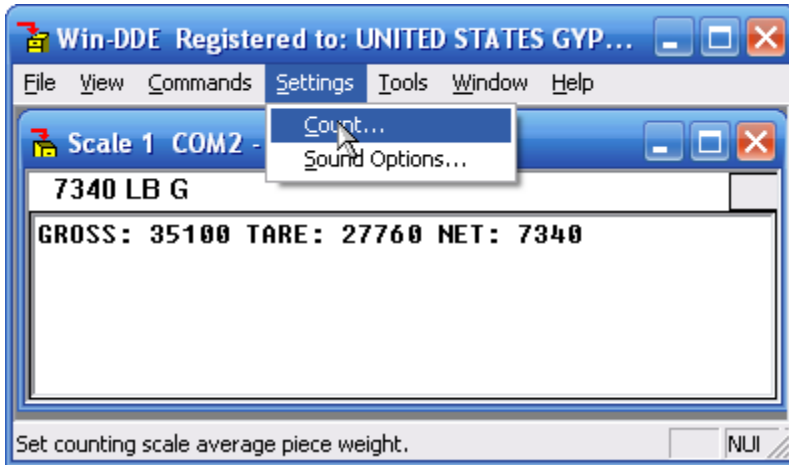 Win-DDE Registered to: UNITED STATES GYP...
File View Commands Settings Tools Window Help
Count...
Sound Options...
Scale 1 COM2 -
7340 LB G
GROSS: 35100 TARE: 27760 NET: 7340
Set counting scale average piece weight.